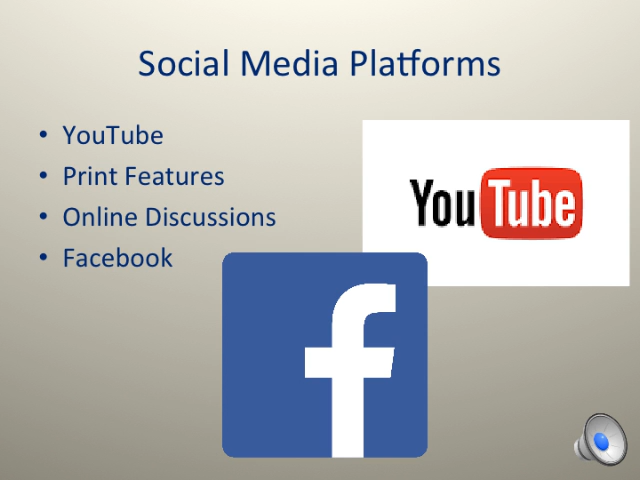 Social Media Platforms
• YouTube
• Print Features
• Online Discussions
• Facebook
YouTube
f